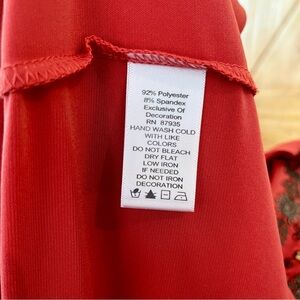 92% Polyester
8% Spandex
Exclusive Of
Decoration
RN 87935
HAND WASH COLD
WITH LIKE
COLORS
DO NOT BLEACH
DRY FLAT
LOW IRON
IF NEEDED
DO NOT IRON
DECORATION